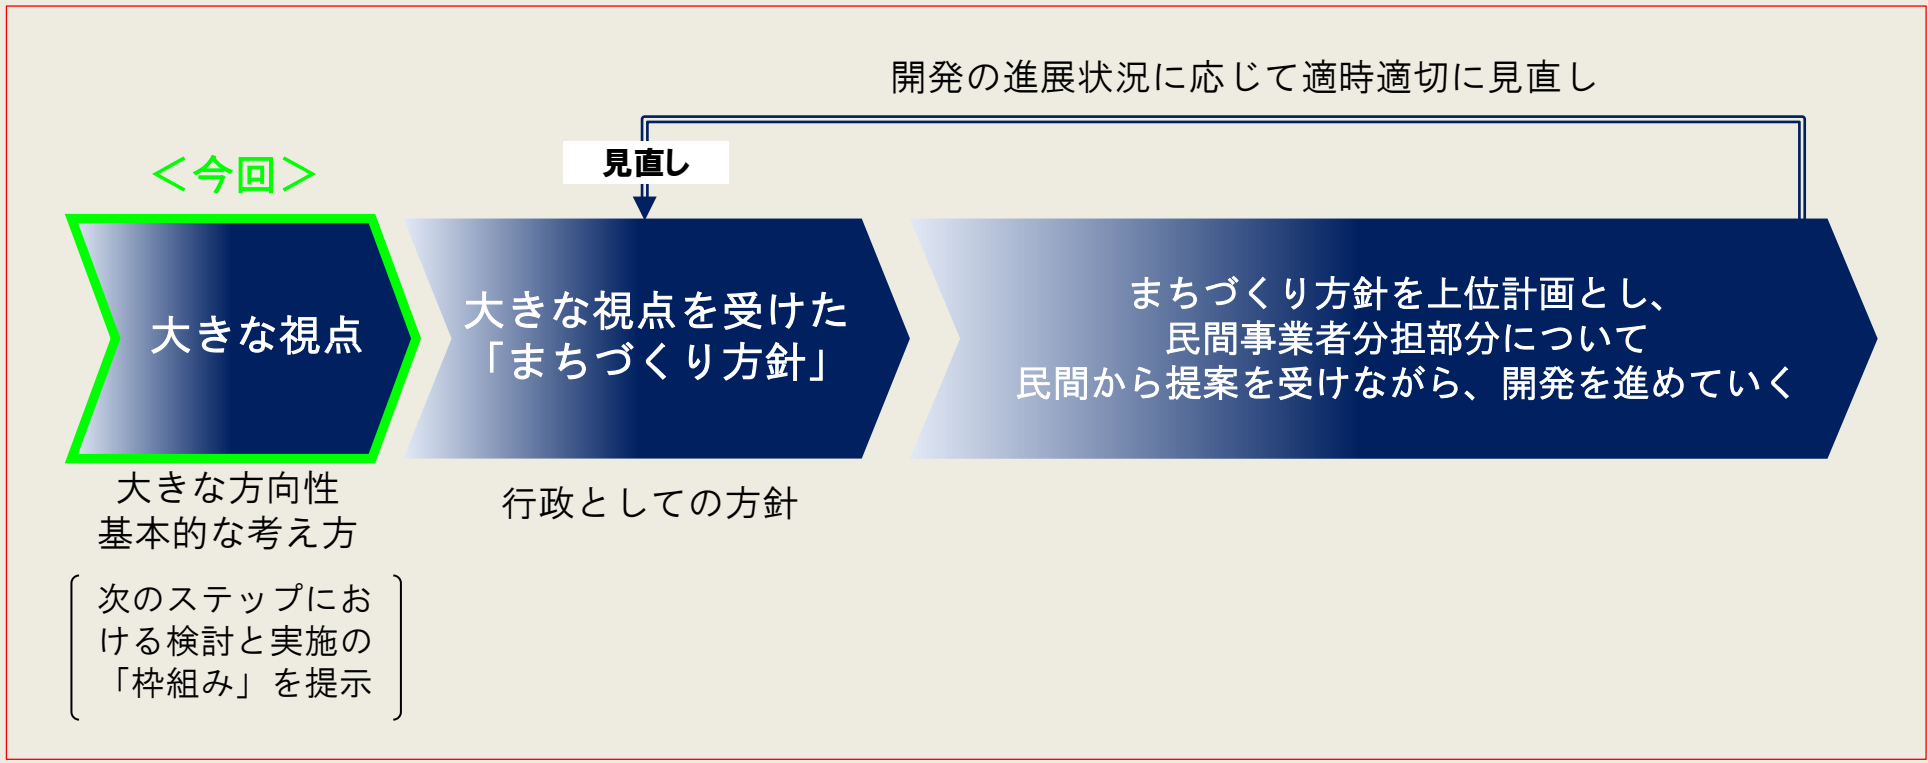 開発の進展状況に応じて適時適切に見直し
見直し
＜今回＞
大きな視点
大きな視点を受けた
「まちづくり方針」
まちづくり方針を上位計画とし、
民間事業者分担部分について
民間から提案を受けながら、開発を進めていく
大きな方向性
基本的な考え方
行政としての方針
次のステップにお
ける検討と実施の
「枠組み」を提示